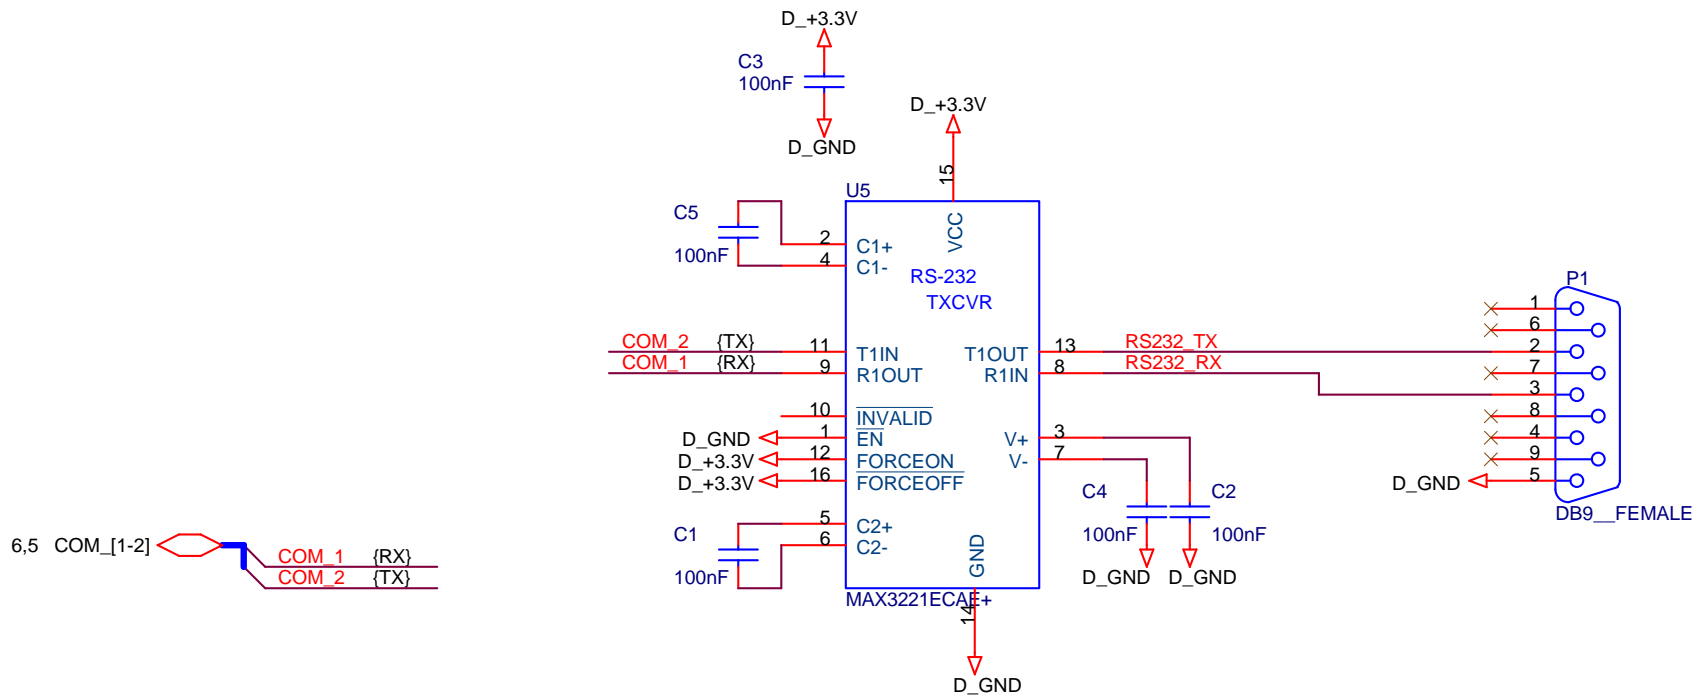 D_+3.3V
C3
100nF
D_GND
D_+3.3V
15
U5
VCC
C5
100nF
2
C1+
4
C1-
RS-232
TXCVR
P1
1
6
COM_2 {TX}
11
T1IN
T1OUT
13
RS232_TX
2
COM_1 {RX}
9
R1OUT
R1IN
8
RS232_RX
7
3
10
INVALID
8
D_GND
1
EN
V+
3
4
D_+3.3V
12
FORCEON
V-
7
9
D_+3.3V
16
FORCEOFF
D_GND
5
C4
100nF
C2
100nF
DB9__FEMALE
C1
100nF
5
C2+
6
C2-
GND
D_GND
D_GND
6,5 COM_[1-2]
COM_1 {RX}
COM_2 {TX}
MAX3221ECAE+
14
D_GND